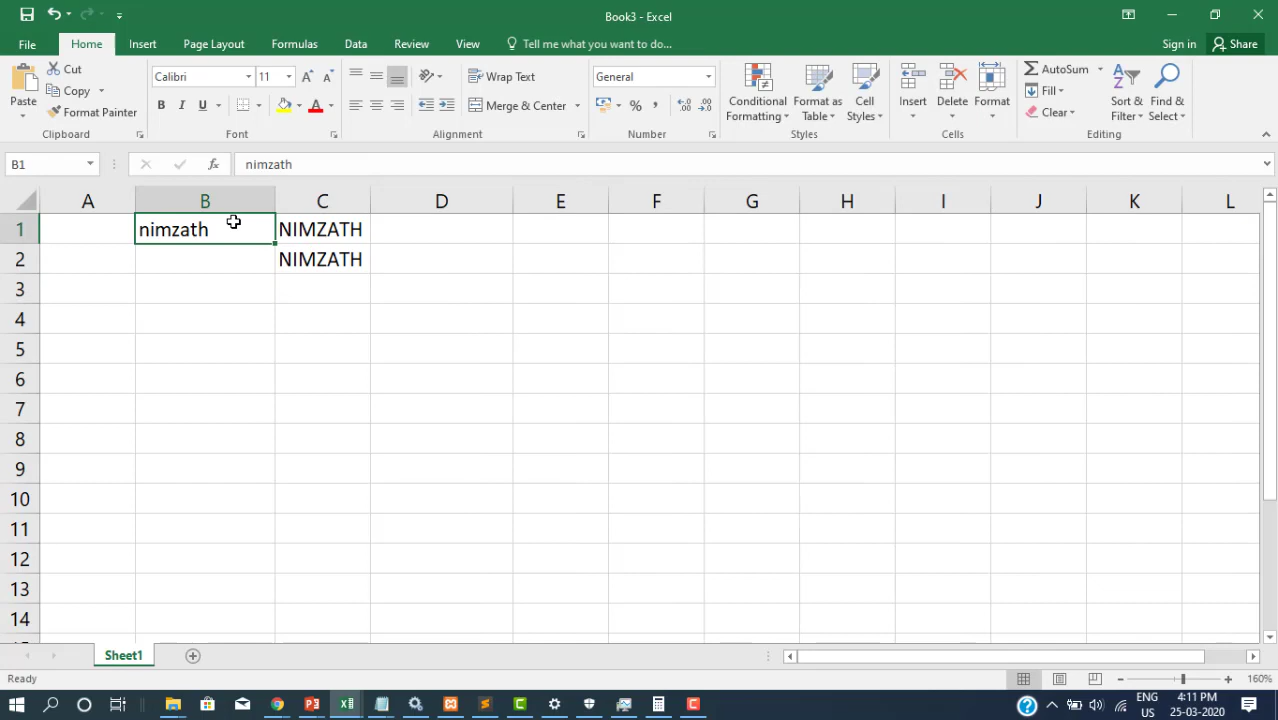 Book3 - Excel
File Home Insert Page Layout Formulas Data Review View Tell me what you want to do... Sign in Share
Paste Cut Copy Format Painter Clipboard
Calibri 11 B I U A Font
Wrap Text Merge & Center Alignment
General % , Number
Conditional Formatting Format as Table Cell Styles Styles
Insert Delete Format Cells
AutoSum Fill Clear Sort & Filter Find & Select Editing
B1 fx nimzath
A B C D E F G H I J K L
1 nimzath NIMZATH
2 NIMZATH
3
4
5
6
7
8
9
10
11
12
13
14
Sheet1
Ready 160%
ENG 4:11 PM
US 25-03-2020